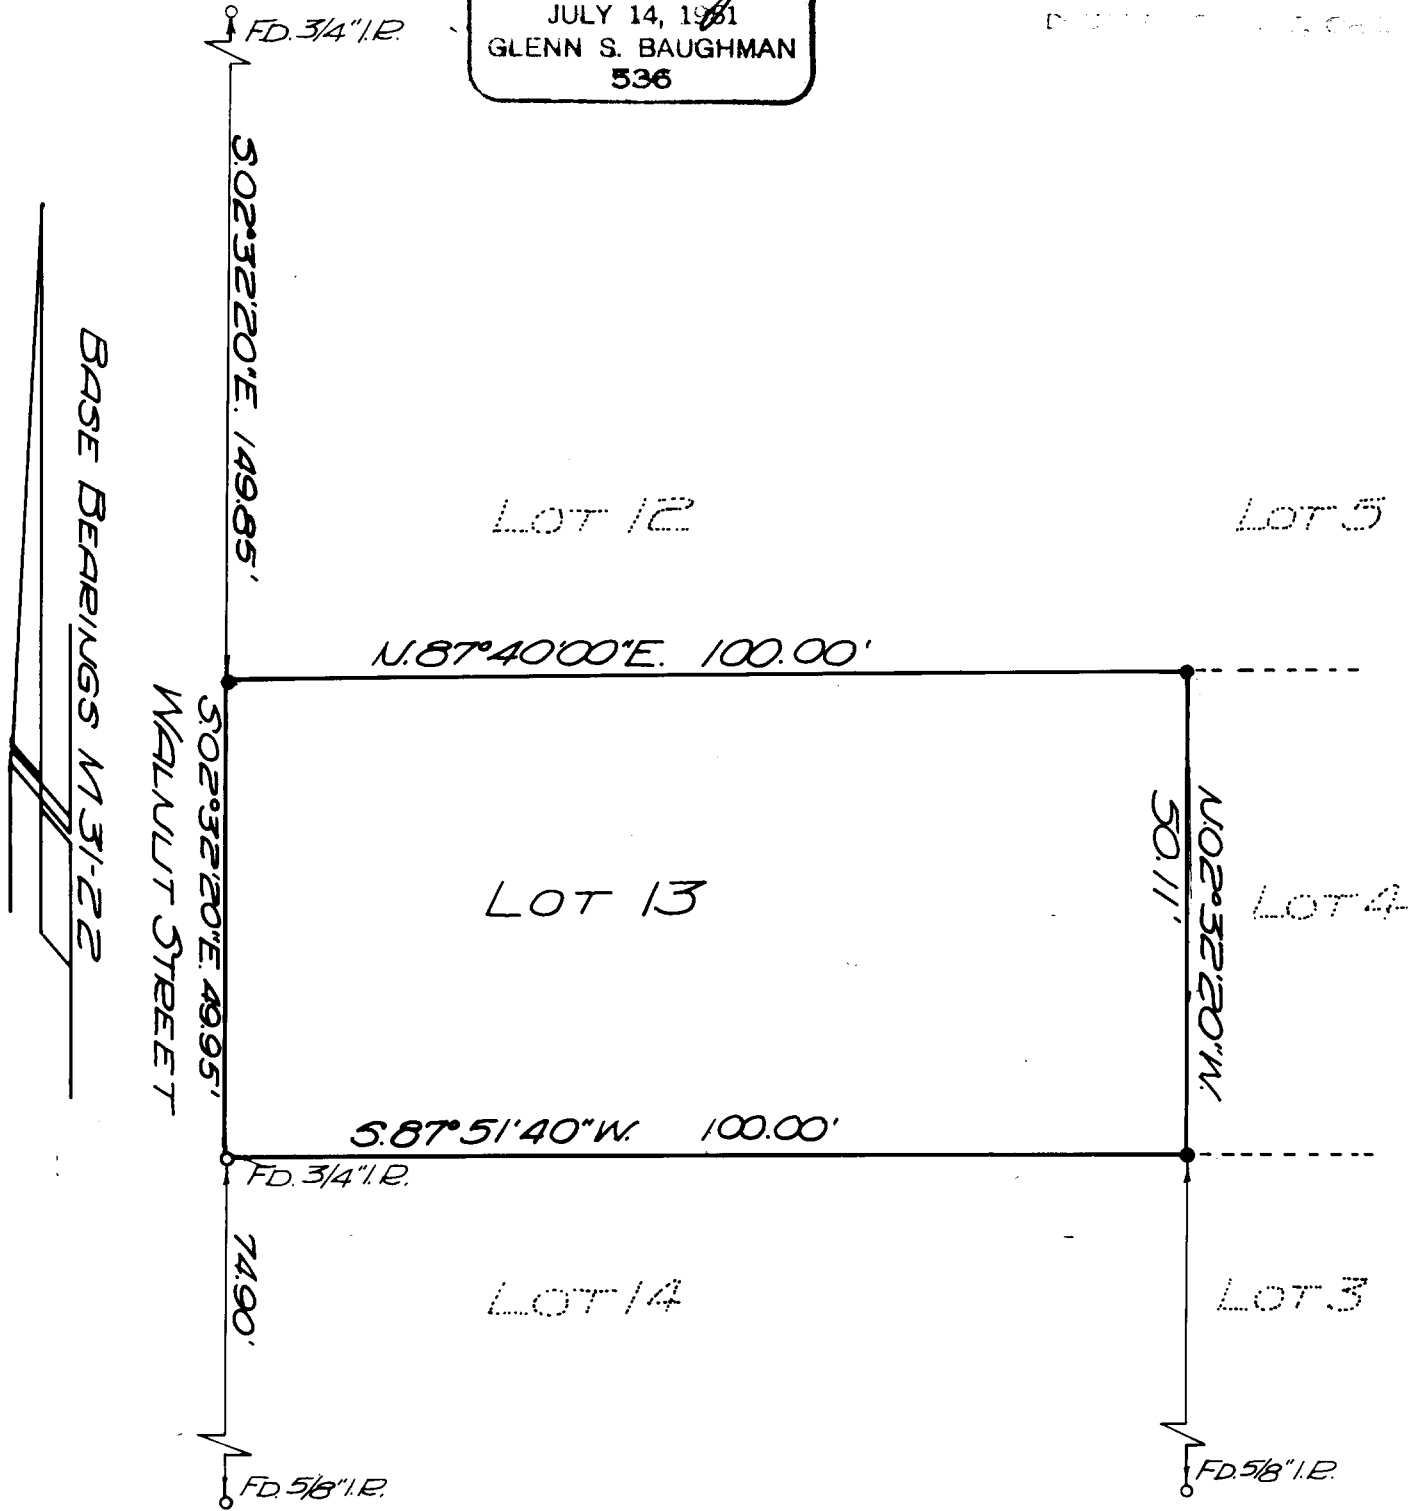 FD. 3/4" I.R.
JULY 14, 1981
GLENN S. BAUGHMAN
536
S.02°32'20"E. 149.85'
BASE BEARINGS M31-22
LOT 12
LOT 5
N.87°40'00"E. 100.00'
S.02°32'20"E. 49.95'
WALNUT STREET
N.02°32'20"W.
50.11'
LOT 13
LOT 4
S.87°51'40"W. 100.00'
FD. 3/4" I.R.
74.90'
LOT 14
LOT 3
FD. 5/8" I.R.
FD. 5/8" I.R.